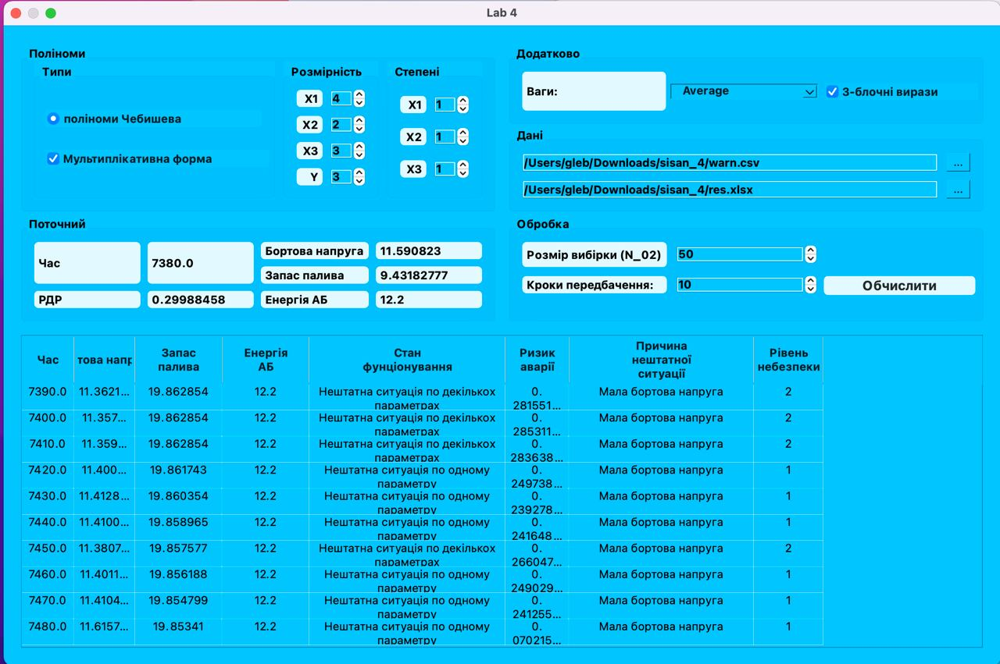 Lab 4
Поліноми
Типи
поліноми Чебишева
Мультиплікативна форма
Розмірність
X1 4
X2 2
X3 3
Y 3
Степені
X1 1
X2 1
X3 1
Додатково
Ваги:
Average
3-блочні вирази
Дані
/Users/gleb/Downloads/sisan_4/warn.csv
...
/Users/gleb/Downloads/sisan_4/res.xlsx
...
Поточний
Час 7380.0
Бортова напруга 11.590823
Запас палива 9.43182777
РДР 0.29988458
Енергія АБ 12.2
Обробка
Розмір вибірки (N_02) 50
Кроки передбачення: 10
Обчислити
Час
това напр
Запас
палива
Енергія
АБ
Стан
фунціонування
Ризик
аварії
Причина
нештатної
ситуації
Рівень
небезпеки
7390.0 11.3621... 19.862854 12.2 Нештатна ситуація по декількох 0. Мала бортова напруга 2
параметрах 281551...
7400.0 11.357... 19.862854 12.2 Нештатна ситуація по декількох 0. Мала бортова напруга 2
параметрах 285311...
7410.0 11.359... 19.862854 12.2 Нештатна ситуація по декількох 0. Мала бортова напруга 2
параметрах 283638...
7420.0 11.400... 19.861743 12.2 Нештатна ситуація по одному 0. Мала бортова напруга 1
параметру 249738...
7430.0 11.4128... 19.860354 12.2 Нештатна ситуація по одному 0. Мала бортова напруга 1
параметру 239278...
7440.0 11.4100... 19.858965 12.2 Нештатна ситуація по одному 0. Мала бортова напруга 1
параметру 241648...
7450.0 11.3807... 19.857577 12.2 Нештатна ситуація по декількох 0. Мала бортова напруга 2
параметрах 266047...
7460.0 11.4011... 19.856188 12.2 Нештатна ситуація по одному 0. Мала бортова напруга 1
параметру 249029...
7470.0 11.4104... 19.854799 12.2 Нештатна ситуація по одному 0. Мала бортова напруга 1
параметру 241255...
7480.0 11.6157... 19.85341 12.2 Нештатна ситуація по одному 0. Мала бортова напруга 1
параметру 070215...